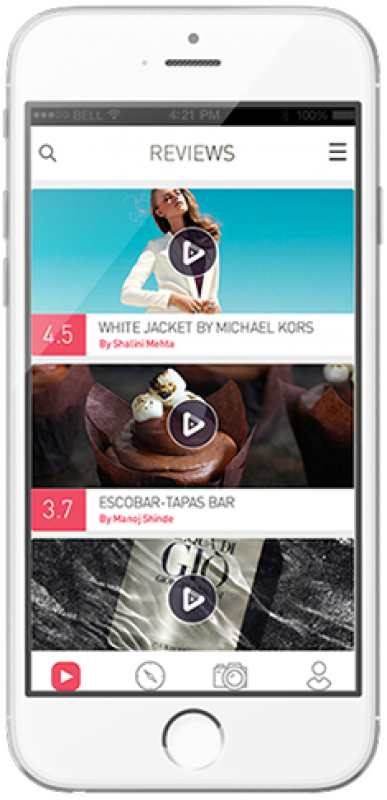 BELL 4:21 PM 100%
REVIEWS
4.5 WHITE JACKET BY MICHAEL KORS
By Shalini Mehta
3.7 ESCOBAR-TAPAS BAR
By Manoj Shinde
DI
GIO